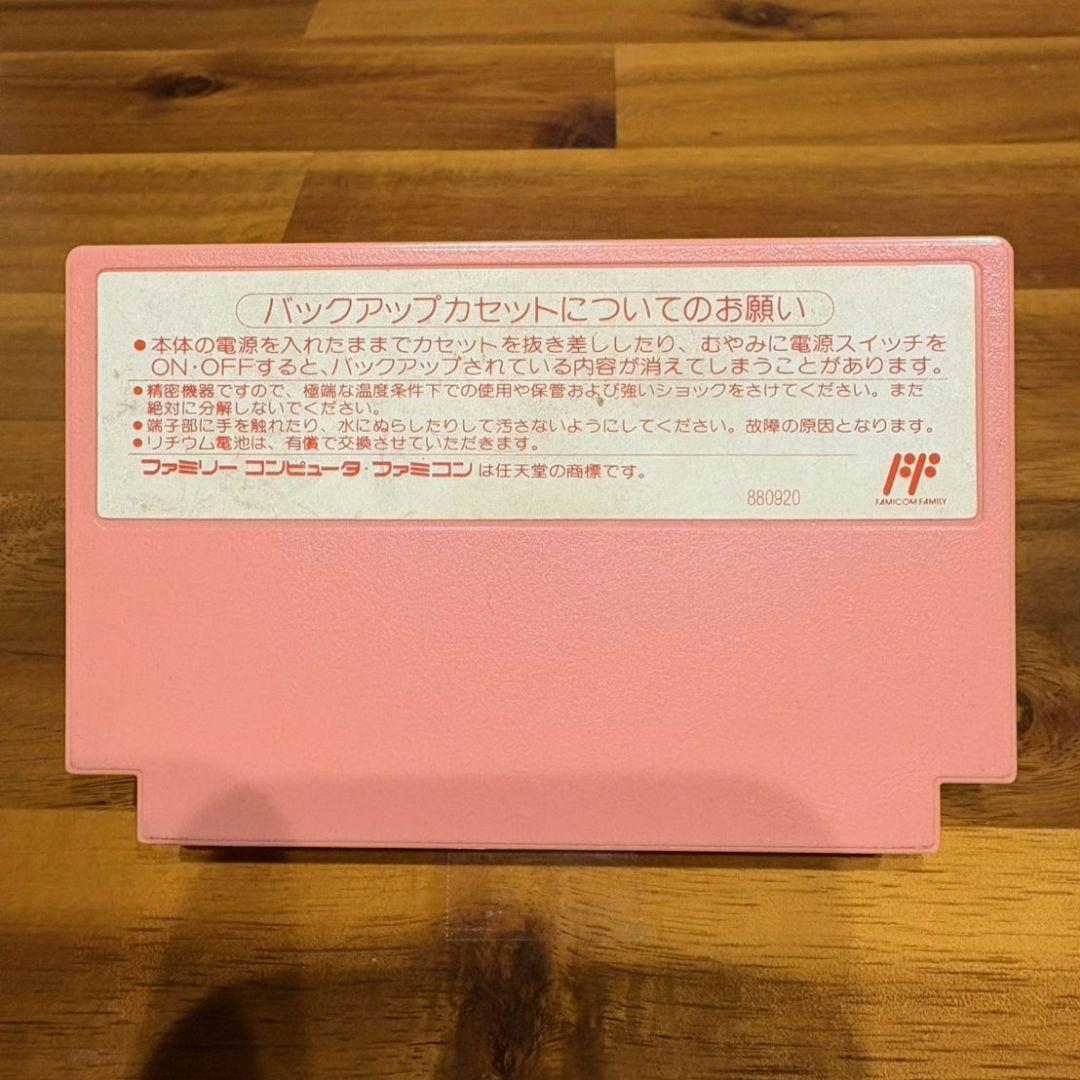 バックアップカセットについてのお願い
●本体の電源を入れたままでカセットを抜き差ししたり、むやみに電源スイッチを
ON・OFFすると、バックアップされている内容が消えてしまうことがあります。
●精密機器ですので、極端な温度条件下での使用や保管および強いショックをさけてください。また
絶対に分解しないでください。
●端子部に手を触れたり、水にぬらしたりして汚さないようにしてください。故障の原因となります。
●リチウム電池は、有償で交換させていただきます。
ファミリー コンピュータ・ファミコン は任天堂の商標です。
880920
FAMICOM FAMILY